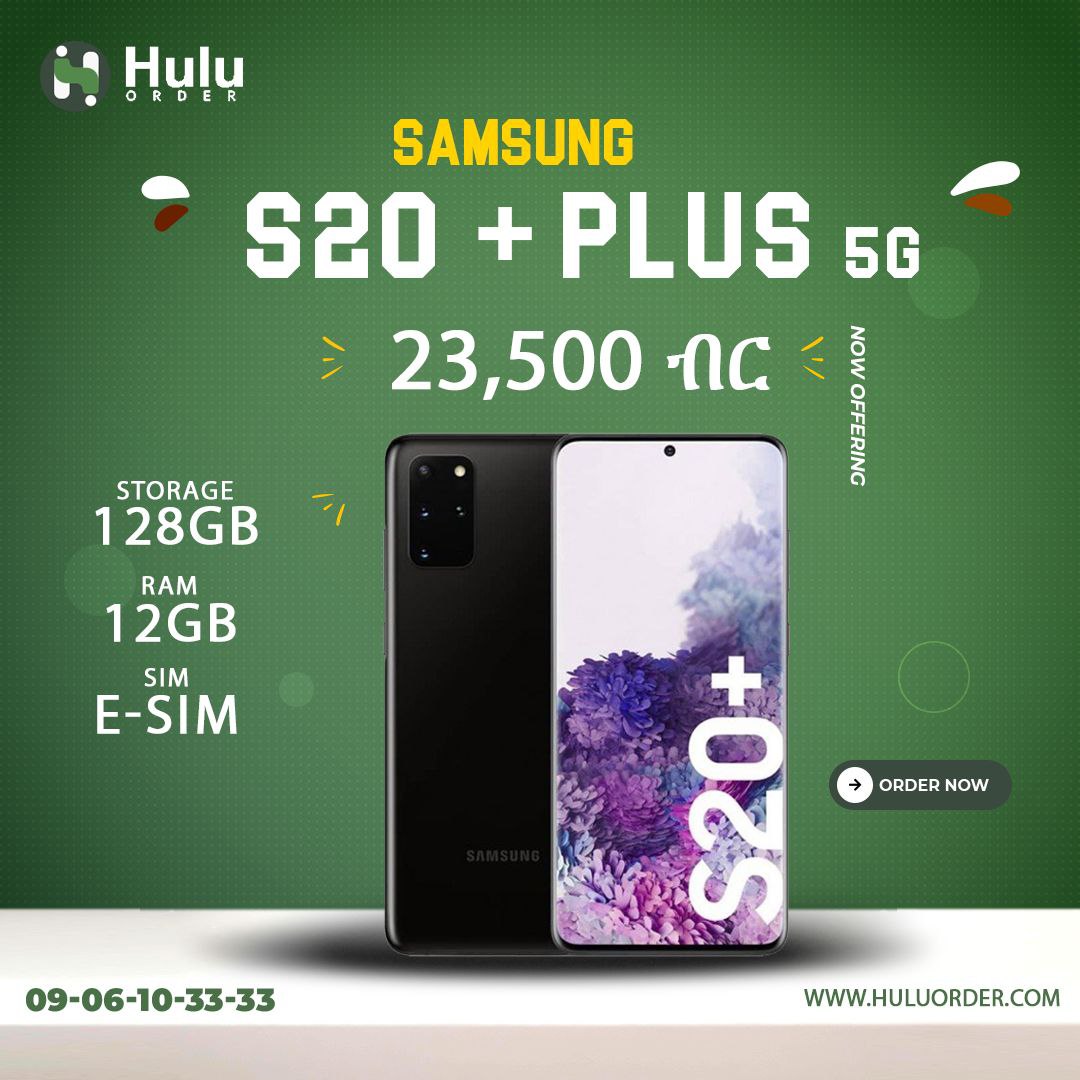 Hulu
ORDER
SAMSUNG
S20 + PLUS 5G
23,500 ብር
NOW OFFERING
STORAGE
128GB
RAM
12GB
SIM
E-SIM
SAMSUNG
S20+
ORDER NOW
09-06-10-33-33
WWW.HULUORDER.COM